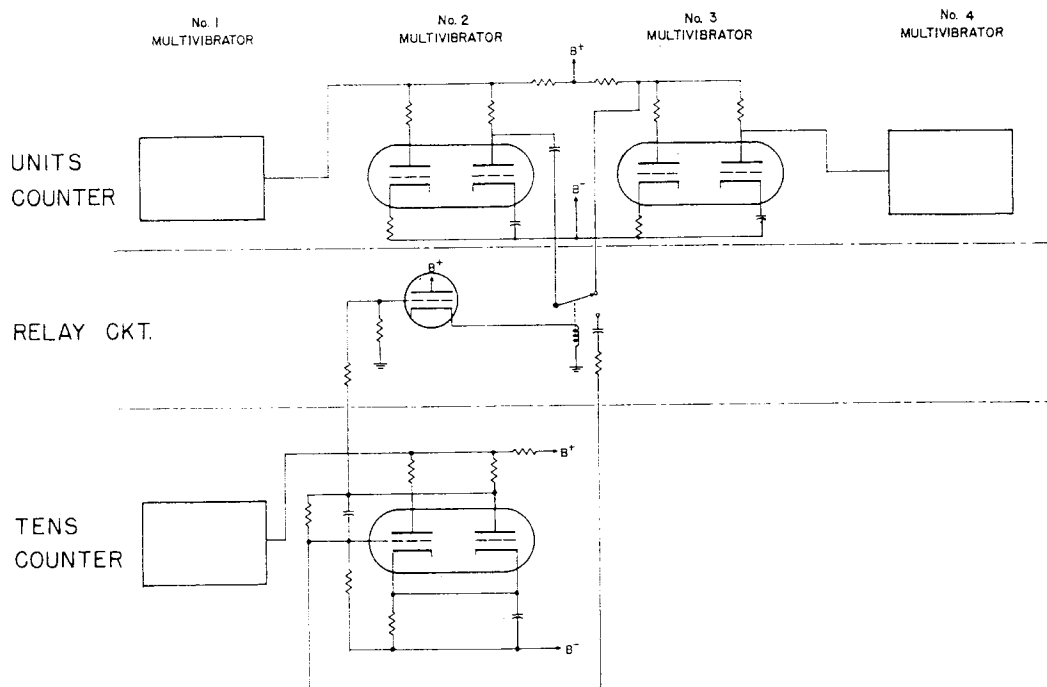 No. 1
MULTIVIBRATOR
No. 2
MULTIVIBRATOR
No. 3
MULTIVIBRATOR
No. 4
MULTIVIBRATOR
B+
UNITS
COUNTER
B-
B+
RELAY CKT.
B+
TENS
COUNTER
B-